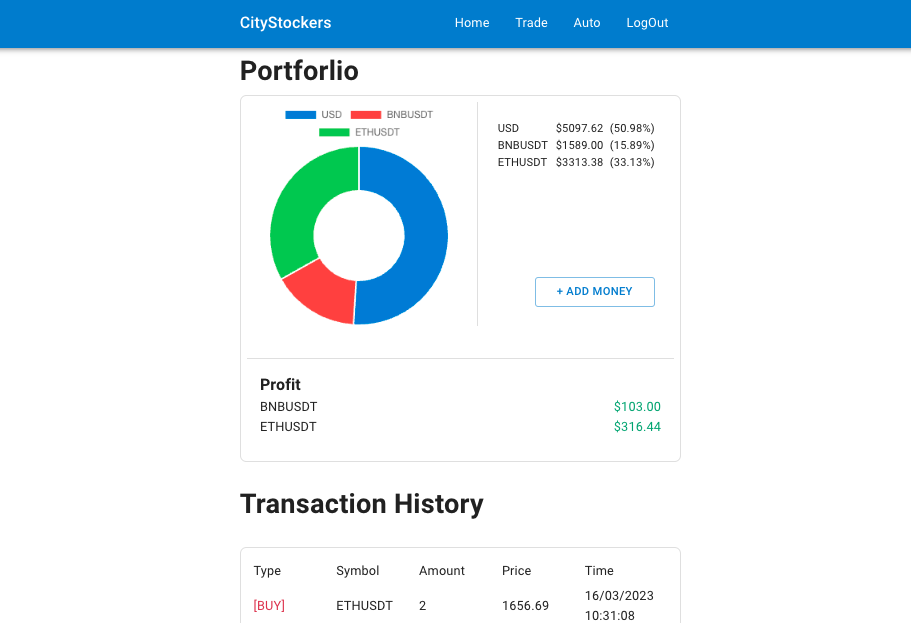 CityStockers Home Trade Auto LogOut
Portforlio
USD BNBUSDT
ETHUSDT
USD $5097.62 (50.98%)
BNBUSDT $1589.00 (15.89%)
ETHUSDT $3313.38 (33.13%)
+ ADD MONEY
Profit
BNBUSDT $103.00
ETHUSDT $316.44
Transaction History
Type Symbol Amount Price Time
[BUY] ETHUSDT 2 1656.69 16/03/2023
10:31:08